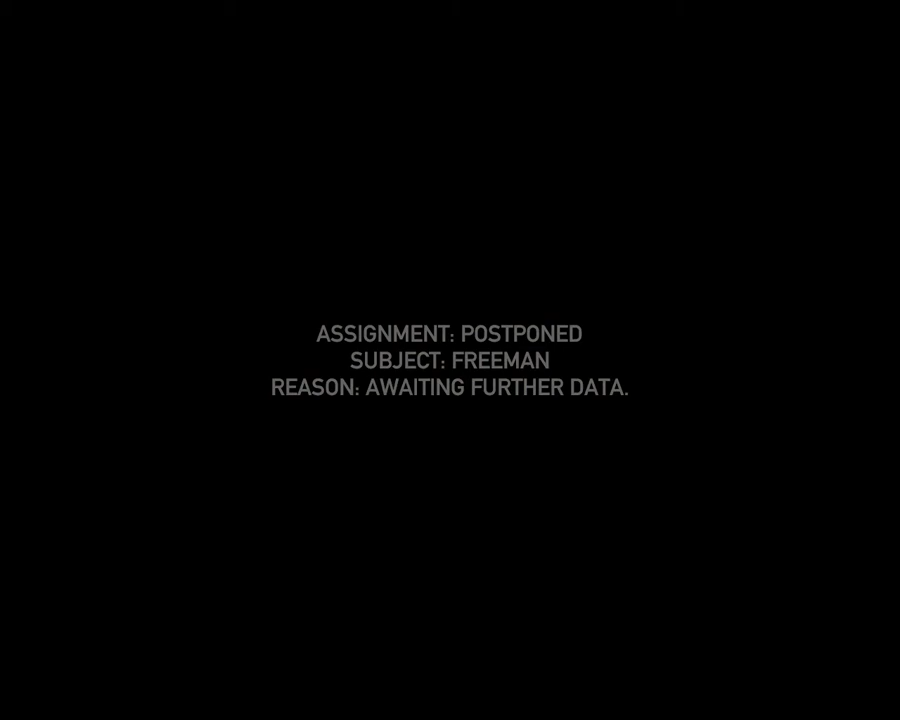 ASSIGNMENT: POSTPONED
SUBJECT: FREEMAN
REASON: AWAITING FURTHER DATA.